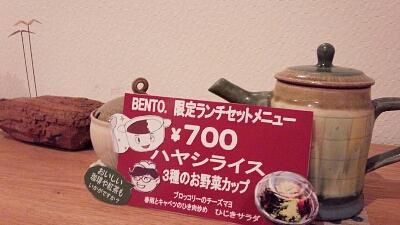 BENTO. 限定ランチセットメニュー
¥700
ハヤシライス
3種のお野菜カップ
ブロッコリーのチーズマヨ
春雨とキャベツのひき肉炒め ひじきサラダ
おいしい
珈琲や紅茶も
いかがですか?